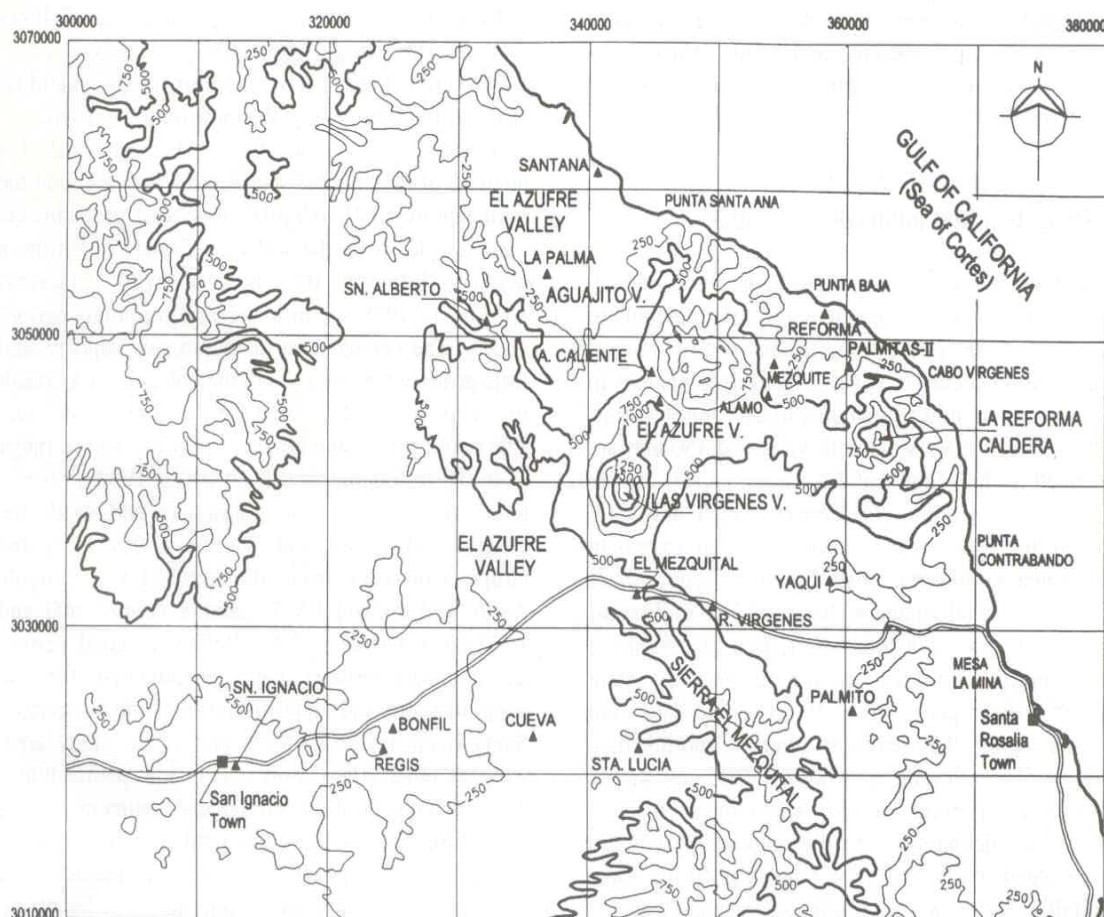 300000
320000
340000
360000
380000
3070000
N
GULF OF CALIFORNIA
(Sea of Cortes)
SANTANA
PUNTA SANTA ANA
EL AZUFRE
VALLEY
LA PALMA
SN. ALBERTO
AGUAJITO V.
PUNTA BAJA
REFORMA
3050000
A. CALIENTE
PALMITAS-II
MEZQUITE
CABO VIRGENES
ALAMO
EL AZUFRE V.
LA REFORMA
CALDERA
LAS VIRGENES V.
EL AZUFRE
VALLEY
PUNTA
CONTRABANDO
EL MEZQUITAL
YAQUI
3030000
R. VIRGENES
SIERRA EL MEZQUITAL
MESA
LA MINA
SN. IGNACIO
BONFIL
CUEVA
PALMITO
Santa
Rosalia
Town
REGIS
STA. LUCIA
San Ignacio
Town
3010000
250
500
750
1000
1250